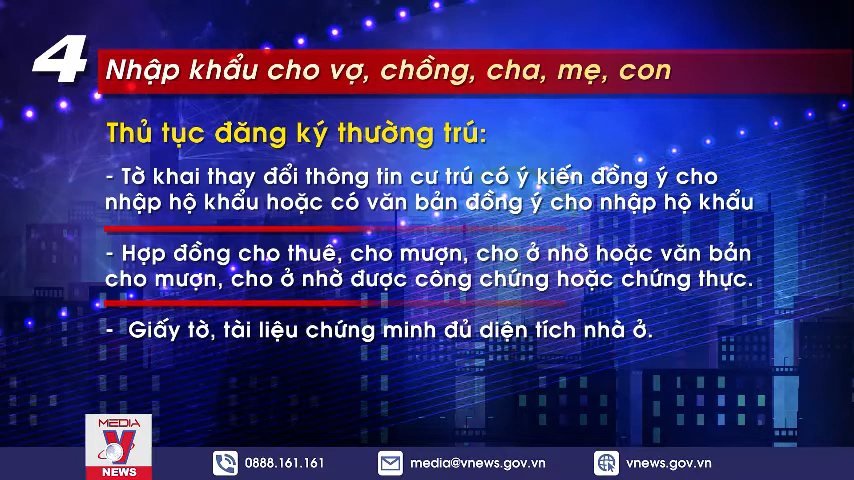 4
Nhập khẩu cho vợ, chồng, cha, mẹ, con
Thủ tục đăng ký thường trú:
- Tờ khai thay đổi thông tin cư trú có ý kiến đồng ý cho
nhập hộ khẩu hoặc có văn bản đồng ý cho nhập hộ khẩu
- Hợp đồng cho thuê, cho mượn, cho ở nhờ hoặc văn bản
cho mượn, cho ở nhờ được công chứng hoặc chứng thực.
- Giấy tờ, tài liệu chứng minh đủ diện tích nhà ở.
MEDIA
V
NEWS
0888.161.161
media@vnews.gov.vn
vnews.gov.vn